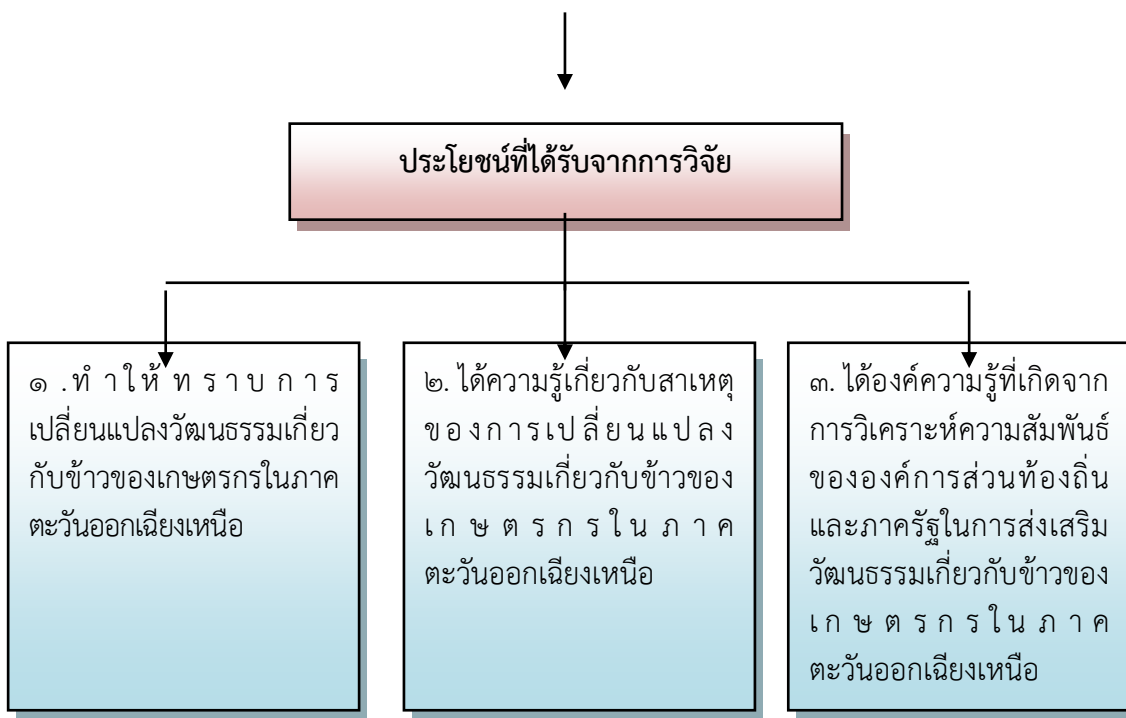 ประโยชน์ที่ได้รับจากการวิจัย
๑ .ทำให้ทราบการ
เปลี่ยนแปลงวัฒนธรรมเกี่ยว
กับข้าวของเกษตรกรในภาค
ตะวันออกเฉียงเหนือ
๒. ได้ความรู้เกี่ยวกับสาเหตุ
ของการเปลี่ยนแปลง
วัฒนธรรมเกี่ยวกับข้าวของ
เกษตรกรในภาค
ตะวันออกเฉียงเหนือ
๓. ได้องค์ความรู้ที่เกิดจาก
การวิเคราะห์ความสัมพันธ์
ขององค์การส่วนท้องถิ่น
และภาครัฐในการส่งเสริม
วัฒนธรรมเกี่ยวกับข้าวของ
เกษตรกรในภาค
ตะวันออกเฉียงเหนือ